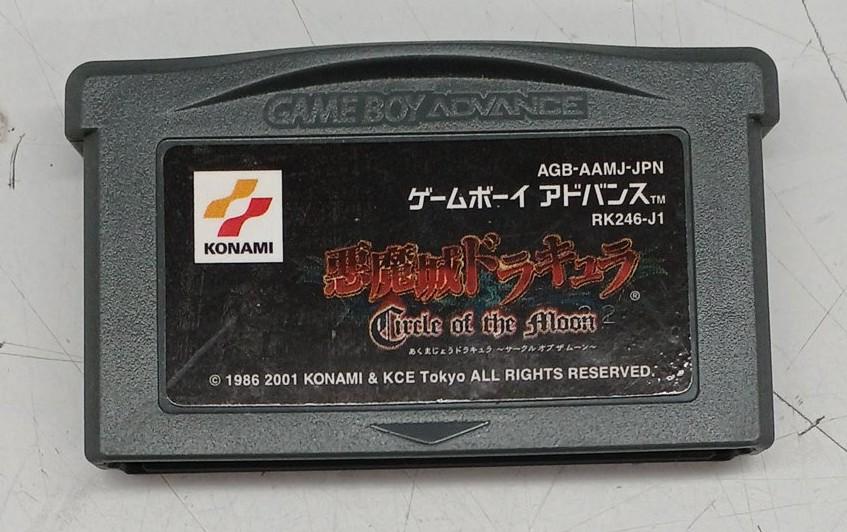 GAME BOY ADVANCE
AGB-AAMJ-JPN
ゲームボーイ アドバンス™
RK246-J1
KONAMI
悪魔城ドラキュラ®
Circle of the Moon
あくまじょうドラキュラ ～サークル オブ ザ ムーン～
© 1986 2001 KONAMI & KCE Tokyo ALL RIGHTS RESERVED.